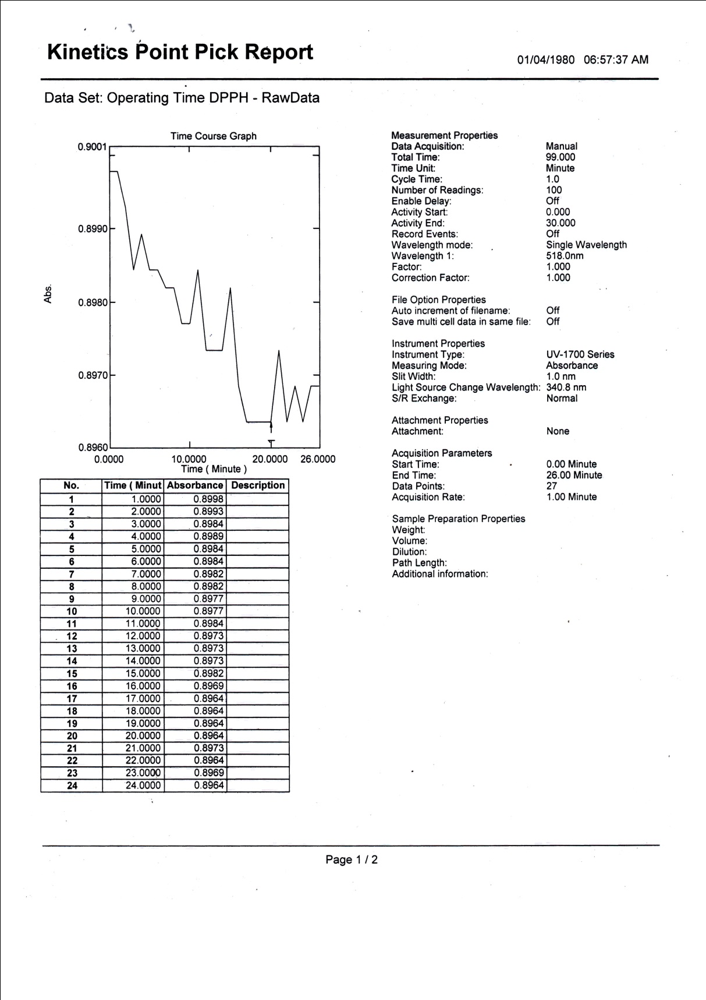 Kinetics Point Pick Report
01/04/1980 06:57:37 AM
Data Set: Operating Time DPPH - RawData
Time Course Graph
0.9001
0.8990
0.8980
0.8970
0.8960
Abs.
0.0000 10.0000 20.0000 26.0000
Time ( Minute )
No. Time ( Minut Absorbance Description
1 1.0000 0.8998
2 2.0000 0.8993
3 3.0000 0.8984
4 4.0000 0.8989
5 5.0000 0.8984
6 6.0000 0.8984
7 7.0000 0.8982
8 8.0000 0.8982
9 9.0000 0.8977
10 10.0000 0.8977
11 11.0000 0.8984
12 12.0000 0.8973
13 13.0000 0.8973
14 14.0000 0.8973
15 15.0000 0.8982
16 16.0000 0.8969
17 17.0000 0.8964
18 18.0000 0.8964
19 19.0000 0.8964
20 20.0000 0.8964
21 21.0000 0.8973
22 22.0000 0.8964
23 23.0000 0.8969
24 24.0000 0.8964
Measurement Properties
Data Acquisition: Manual
Total Time: 99.000
Time Unit: Minute
Cycle Time: 1.0
Number of Readings: 100
Enable Delay: Off
Activity Start: 0.000
Activity End: 30.000
Record Events: Off
Wavelength mode: Single Wavelength
Wavelength 1: 518.0nm
Factor: 1.000
Correction Factor: 1.000
File Option Properties
Auto increment of filename: Off
Save multi cell data in same file: Off
Instrument Properties
Instrument Type: UV-1700 Series
Measuring Mode: Absorbance
Slit Width: 1.0 nm
Light Source Change Wavelength: 340.8 nm
S/R Exchange: Normal
Attachment Properties
Attachment: None
Acquisition Parameters
Start Time: 0.00 Minute
End Time: 26.00 Minute
Data Points: 27
Acquisition Rate: 1.00 Minute
Sample Preparation Properties
Weight:
Volume:
Dilution:
Path Length:
Additional information:
Page 1 / 2